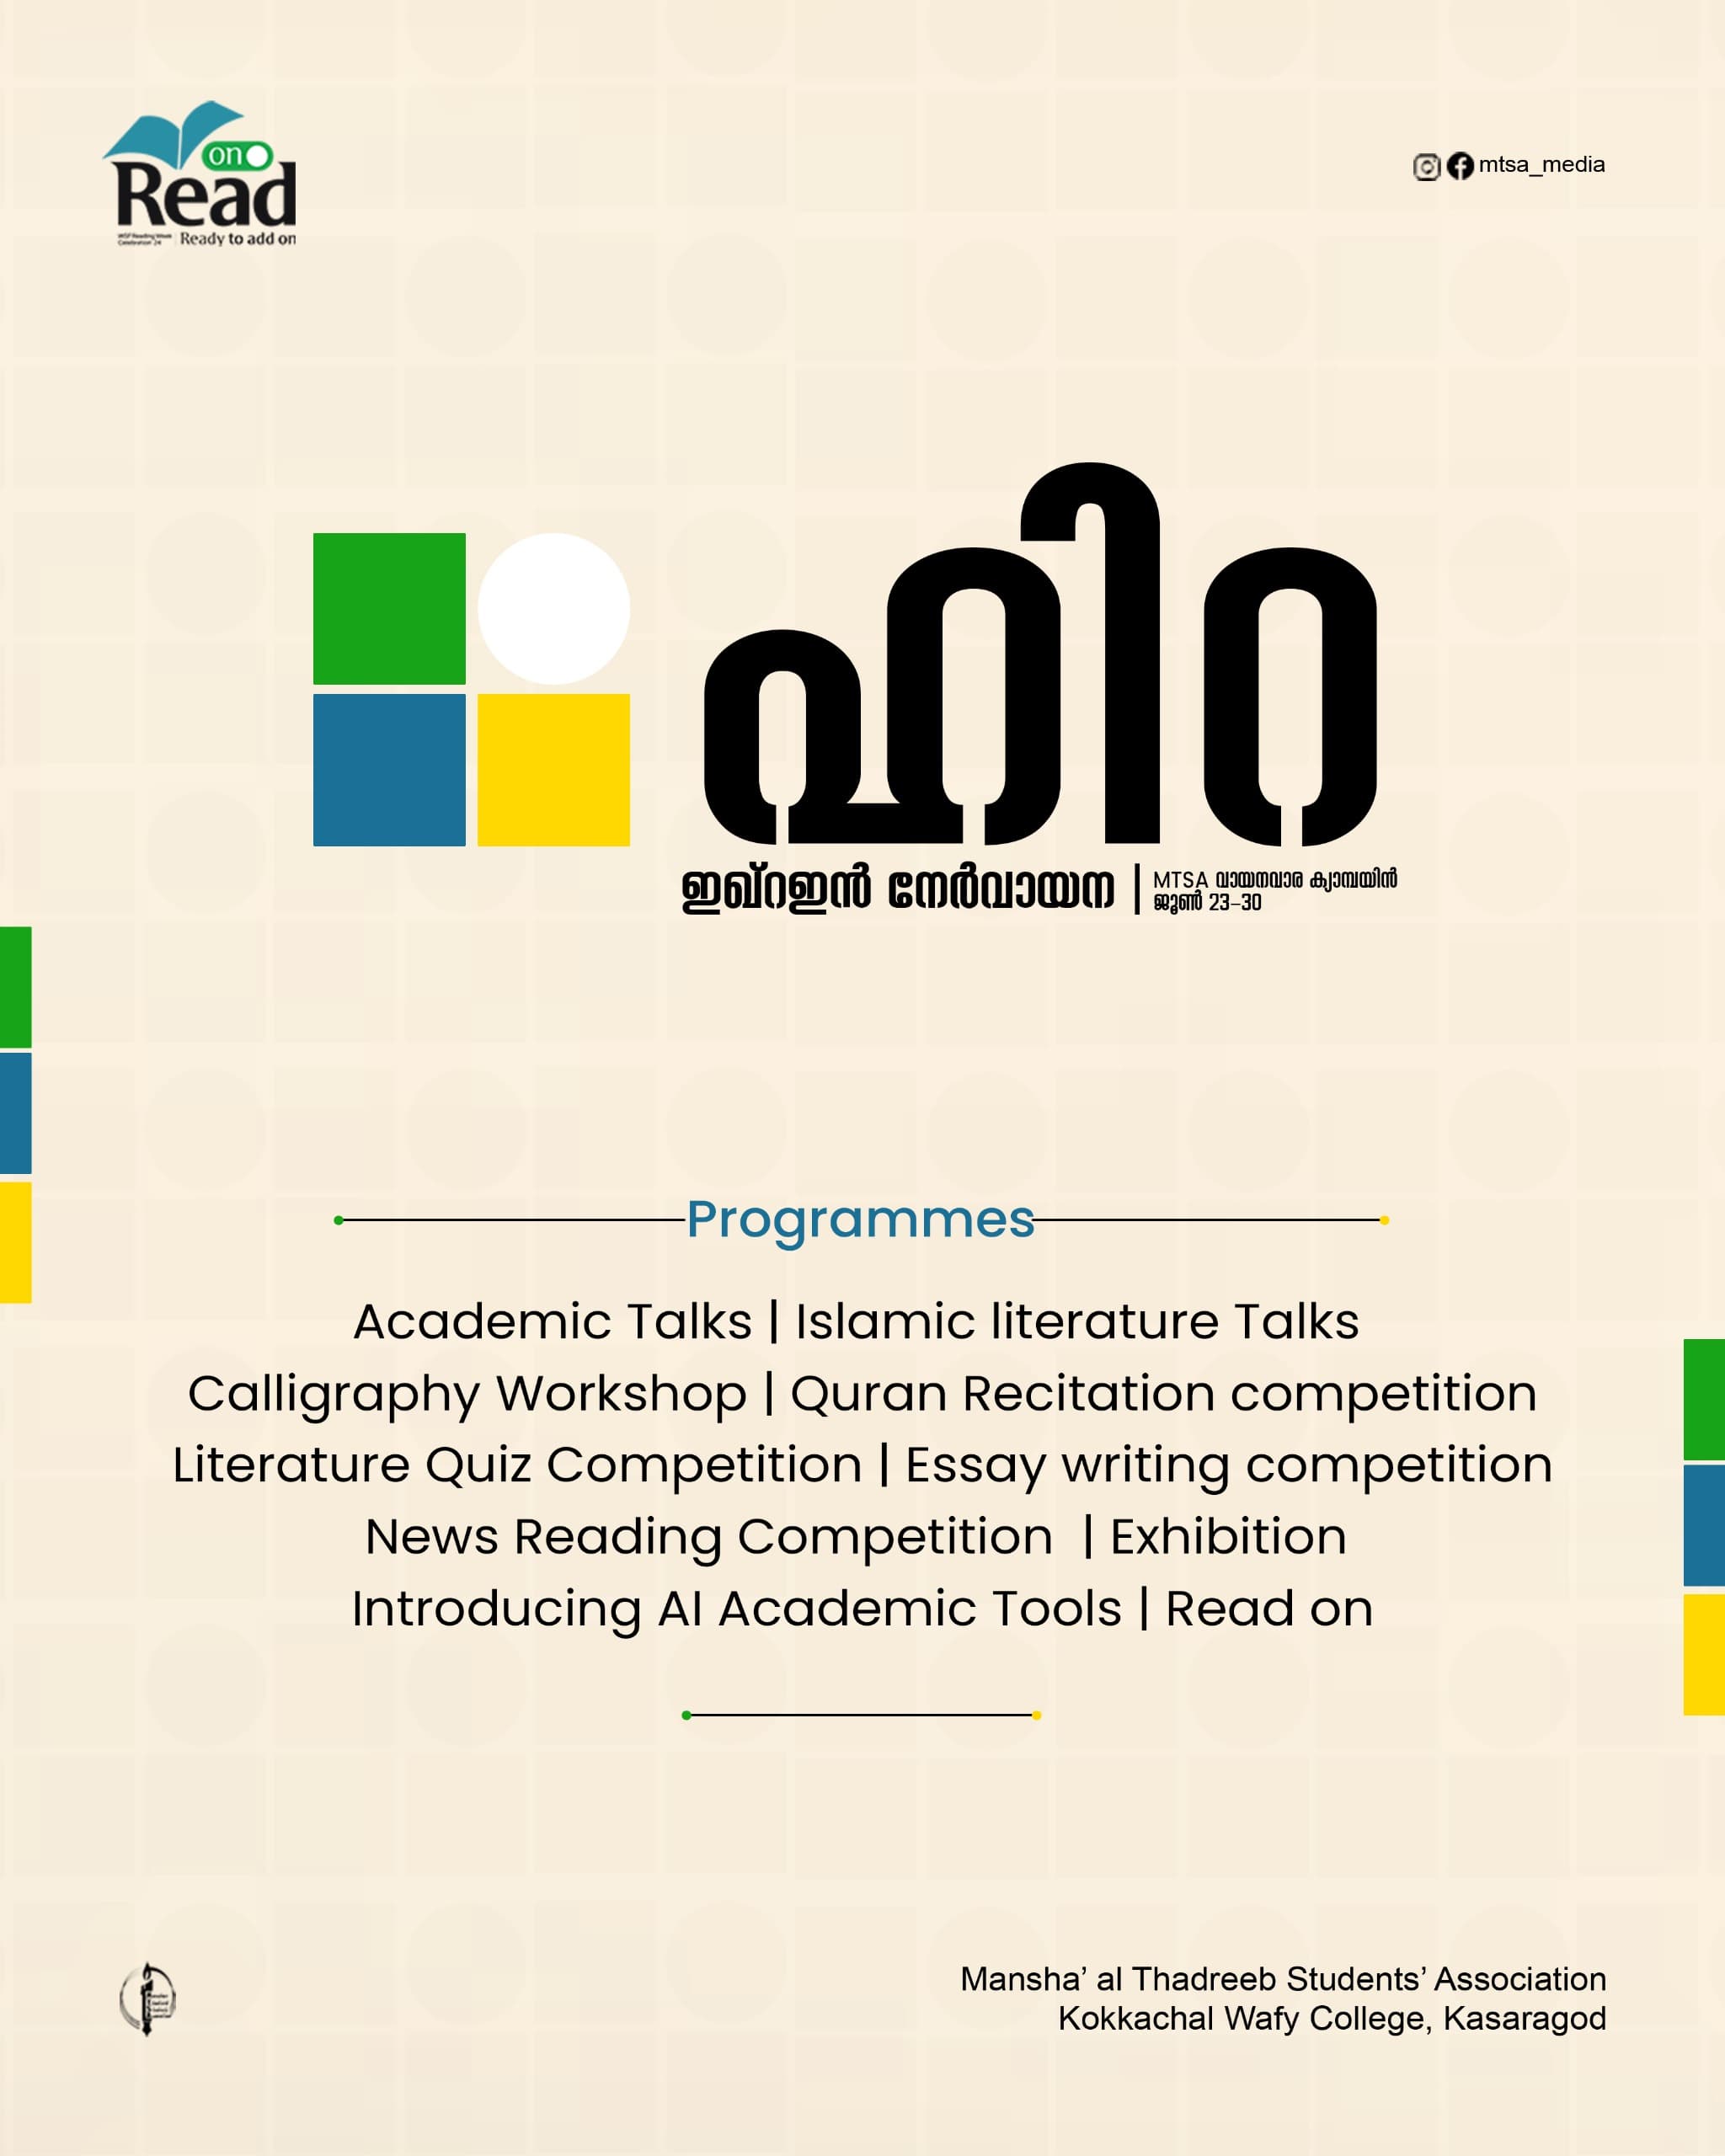 on
Read
Ready to add on
mtsa_media
ഹിറ
ഇഖ്റഇൻ നേർവായന
MTSA വായനവാര ക്യാമ്പയിൻ
ജൂൺ 23-30
Programmes
Academic Talks | Islamic literature Talks
Calligraphy Workshop | Quran Recitation competition
Literature Quiz Competition | Essay writing competition
News Reading Competition | Exhibition
Introducing AI Academic Tools | Read on
Mansha’ al Thadreeb Students’ Association
Kokkachal Wafy College, Kasaragod